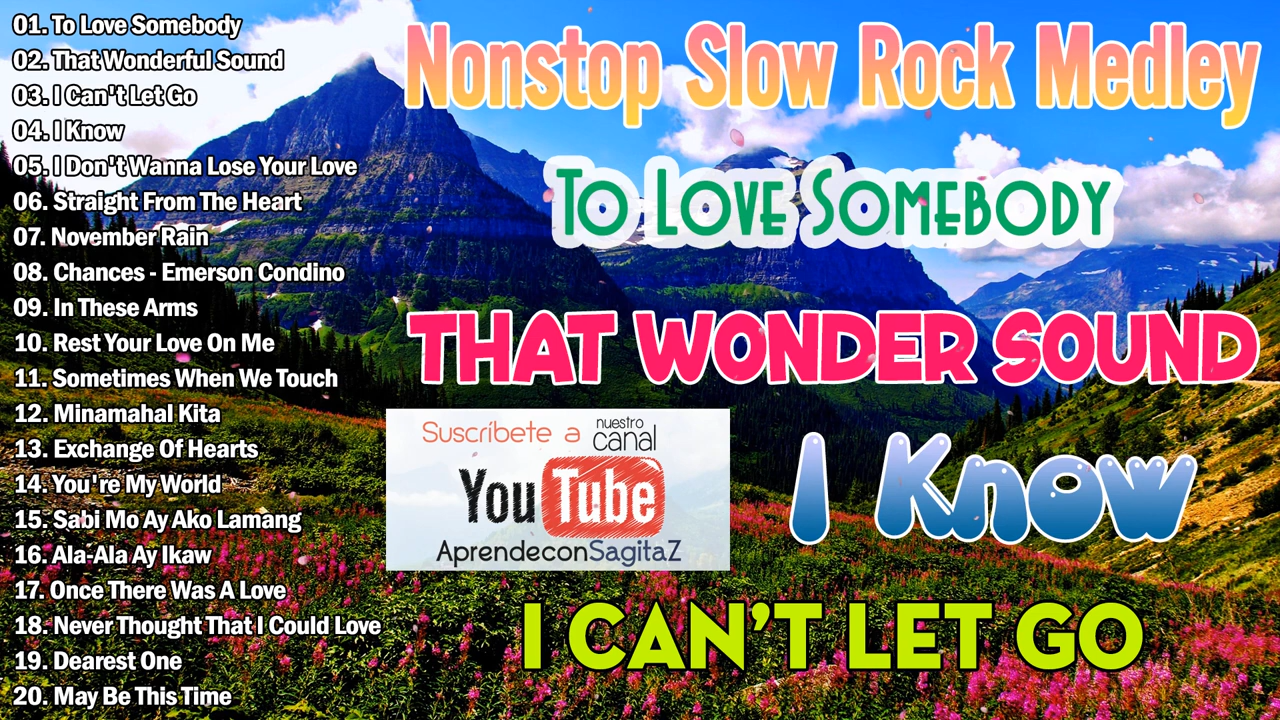 01. To Love Somebody
02. That Wonderful Sound
03. I Can't Let Go
04. I Know
05. I Don't Wanna Lose Your Love
06. Straight From The Heart
07. November Rain
08. Chances - Emerson Condino
09. In These Arms
10. Rest Your Love On Me
11. Sometimes When We Touch
12. Minamahal Kita
13. Exchange Of Hearts
14. You're My World
15. Sabi Mo Ay Ako Lamang
16. Ala-Ala Ay Ikaw
17. Once There Was A Love
18. Never Thought That I Could Love
19. Dearest One
20. May Be This Time
Nonstop Slow Rock Medley
To Love Somebody
THAT WONDER SOUND
Suscríbete a nuestro canal
YouTube
AprendeconSagitaZ
I Know
I CAN'T LET GO